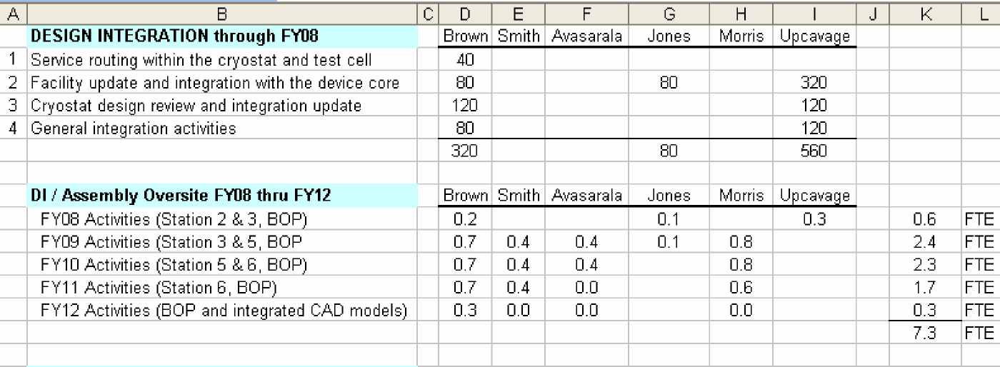 A B C D E F G H I J K L
DESIGN INTEGRATION through FY08 Brown Smith Avasarala Jones Morris Upcavage
1 Service routing within the cryostat and test cell 40
2 Facility update and integration with the device core 80 80 320
3 Cryostat design review and integration update 120 120
4 General integration activities 80 120
320 80 560
DI / Assembly Oversite FY08 thru FY12 Brown Smith Avasarala Jones Morris Upcavage
FY08 Activities (Station 2 & 3, BOP) 0.2 0.1 0.3 0.6 FTE
FY09 Activities (Station 3 & 5, BOP 0.7 0.4 0.4 0.1 0.8 2.4 FTE
FY10 Activities (Station 5 & 6, BOP) 0.7 0.4 0.4 0.8 2.3 FTE
FY11 Activities (Station 6, BOP) 0.7 0.4 0.0 0.6 1.7 FTE
FY12 Activities (BOP and integrated CAD models) 0.3 0.0 0.0 0.0 0.3 FTE
7.3 FTE